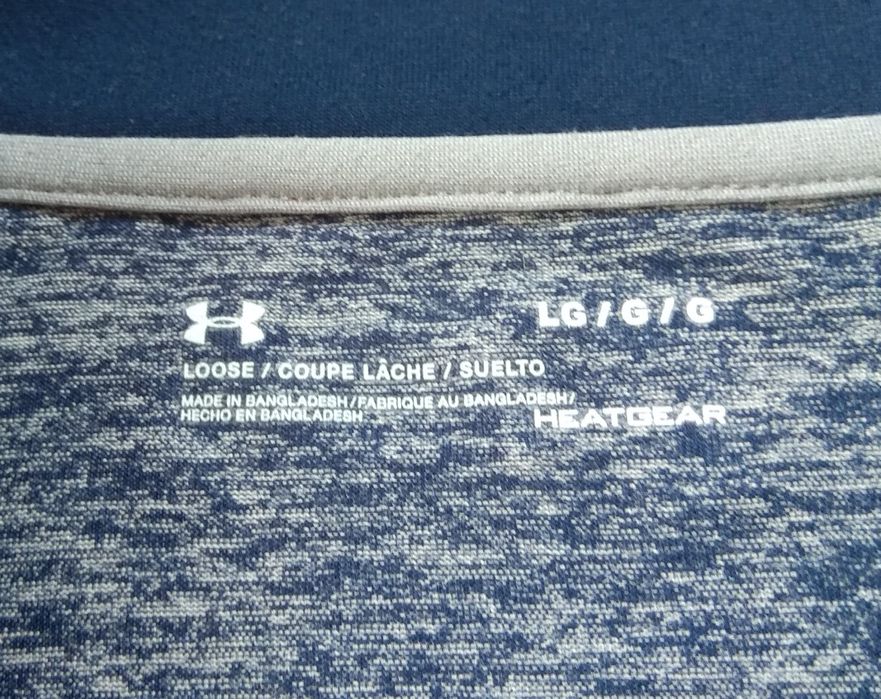 LG / G / G
LOOSE / COUPE LÂCHE / SUELTO
MADE IN BANGLADESH/FABRIQUE AU BANGLADESH/
HECHO EN BANGLADESH
HEATGEAR